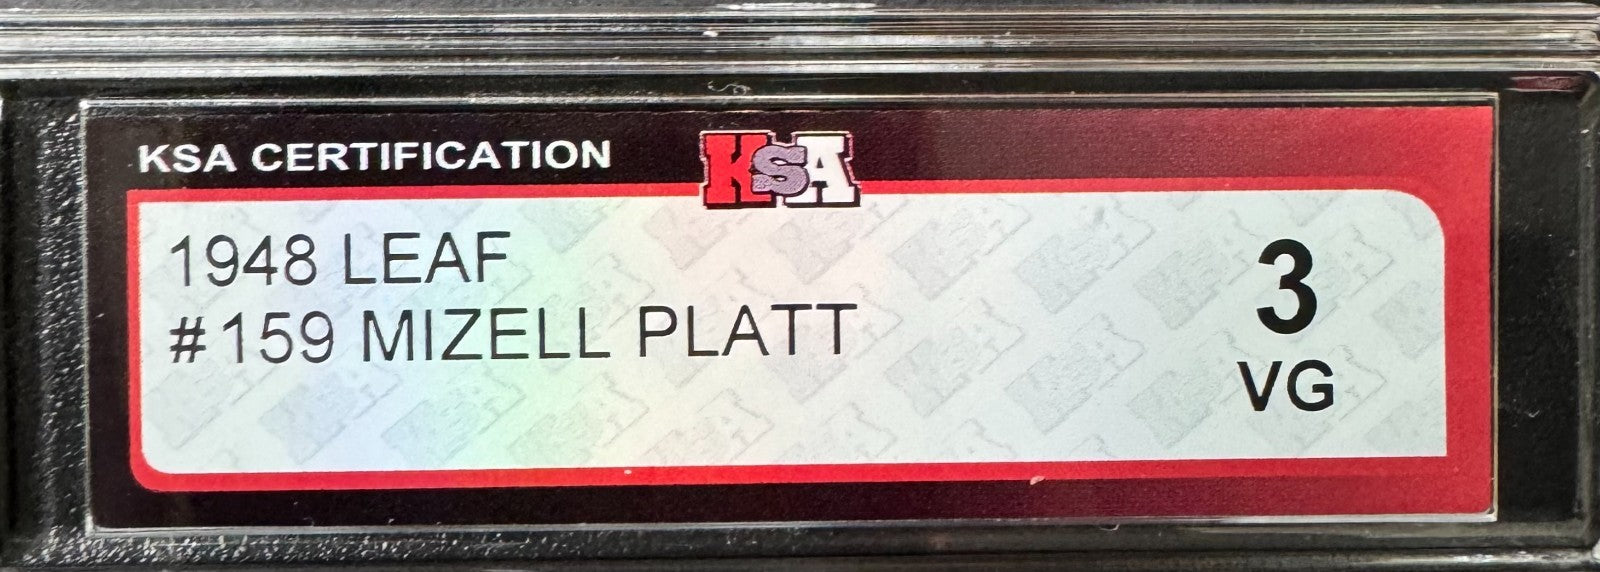 KSA CERTIFICATION
KSA
1948 LEAF
#159 MIZELL PLATT
3
VG